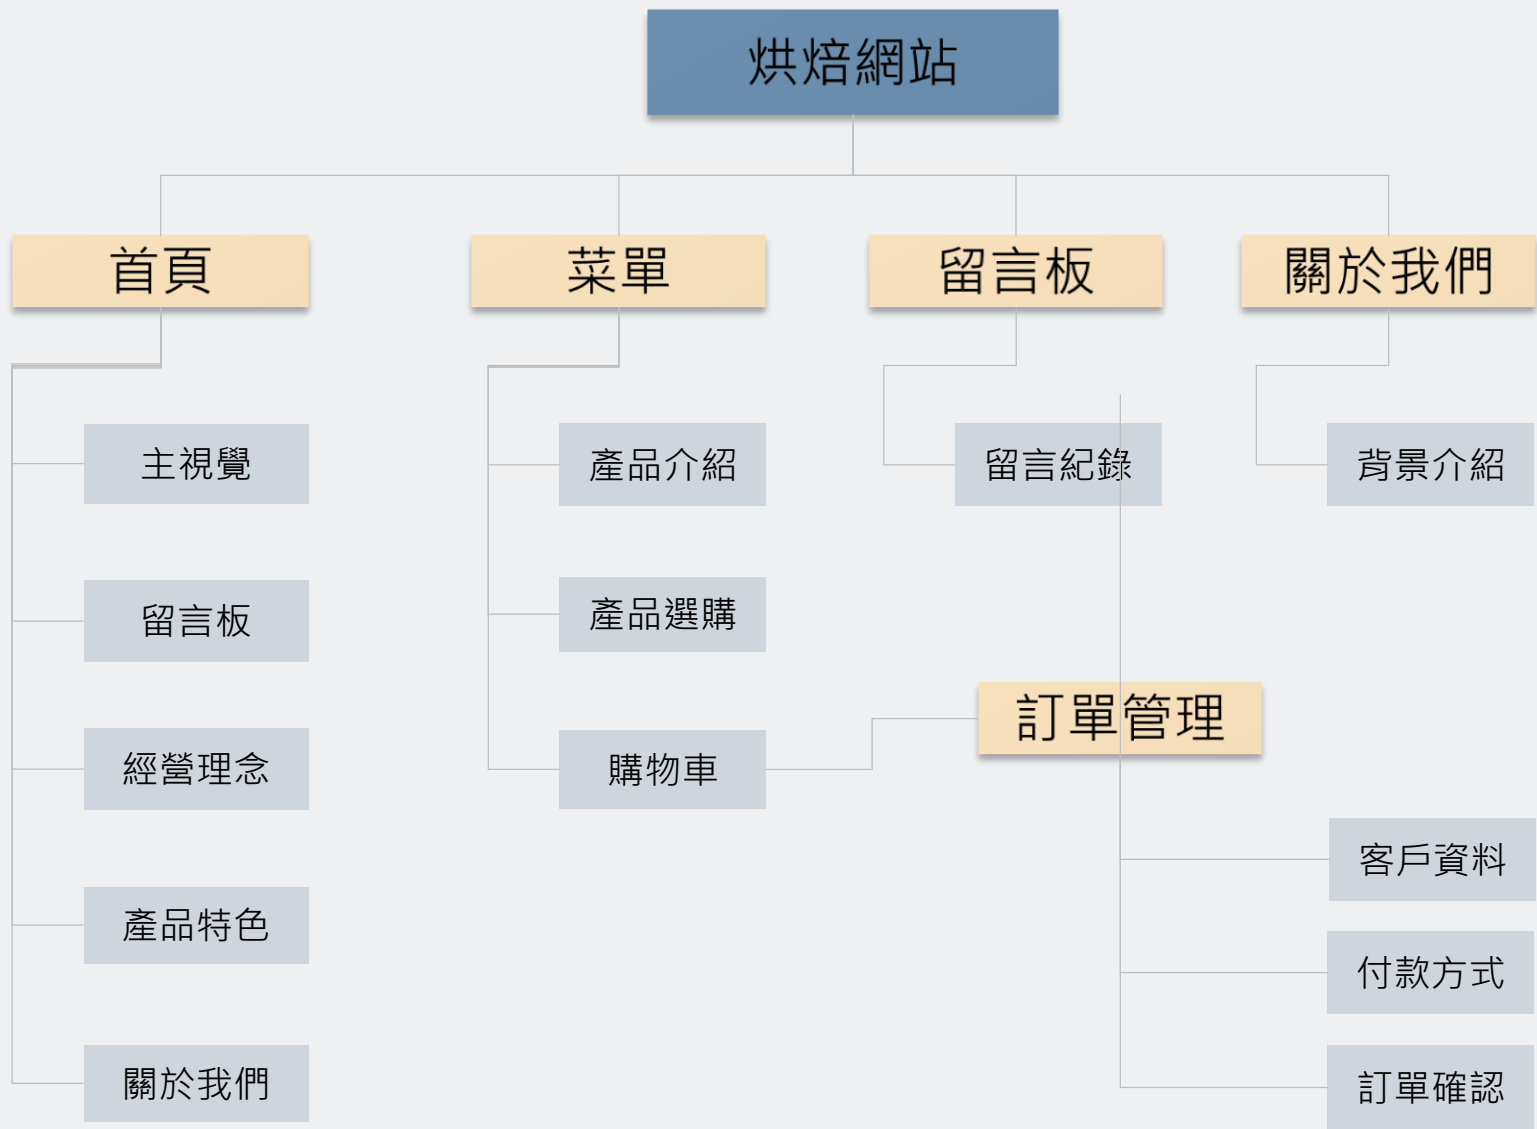 烘焙網站
首頁
菜單
留言板
關於我們
主視覺
產品介紹
留言紀錄
背景介紹
留言板
產品選購
經營理念
購物車
訂單管理
產品特色
客戶資料
付款方式
關於我們
訂單確認